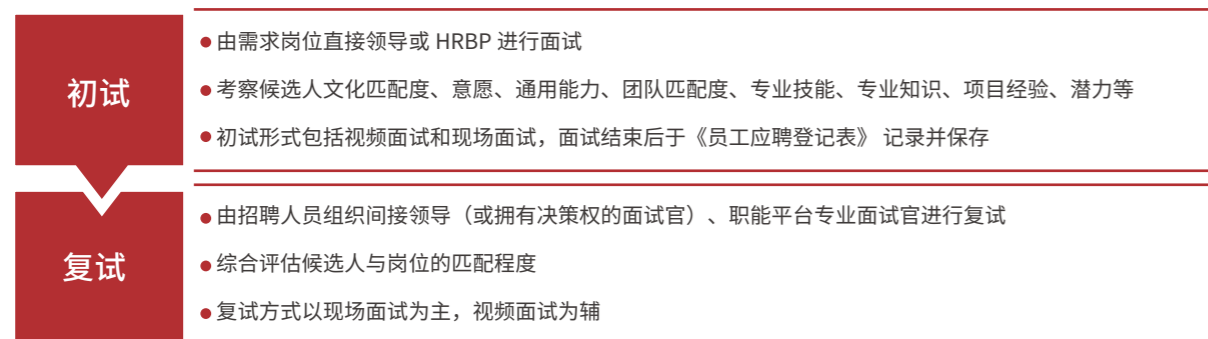 初试
●由需求岗位直接领导或 HRBP 进行面试
●考察候选人文化匹配度、意愿、通用能力、团队匹配度、专业技能、专业知识、项目经验、潜力等
●初试形式包括视频面试和现场面试，面试结束后于《员工应聘登记表》 记录并保存
复试
●由招聘人员组织间接领导（或拥有决策权的面试官）、职能平台专业面试官进行复试
●综合评估候选人与岗位的匹配程度
●复试方式以现场面试为主，视频面试为辅